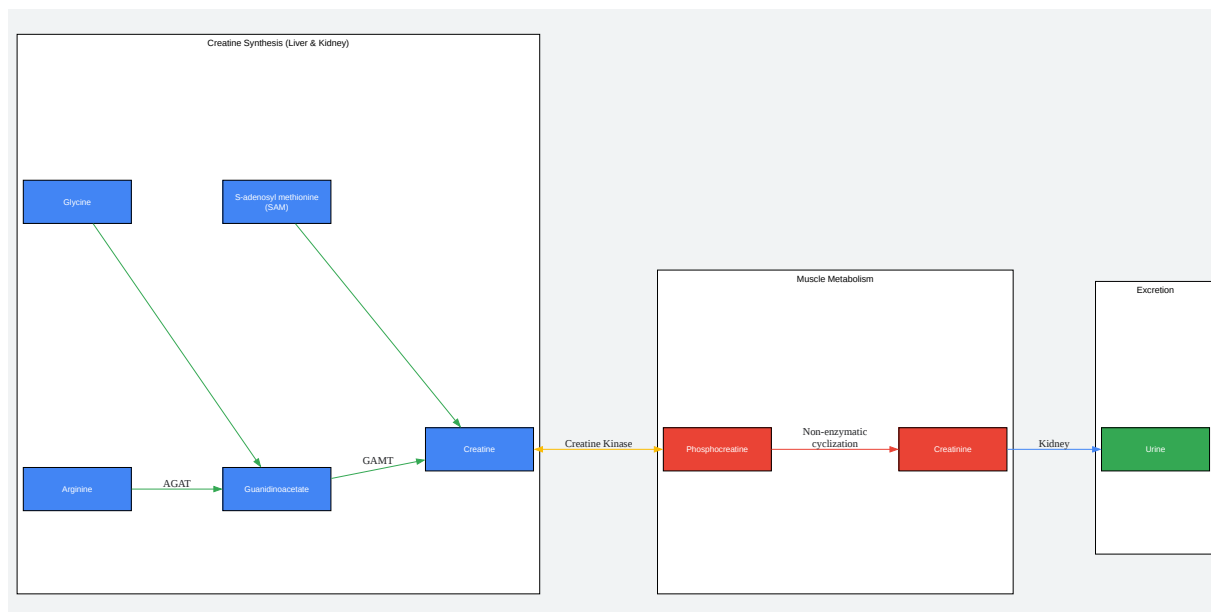 Creatine Synthesis (Liver & Kidney)
Glycine
S-adenosyl methionine
(SAM)
Arginine
AGAT
Guanidinoacetate
GAMT
Creatine
Creatine Kinase
Muscle Metabolism
Phosphocreatine
Non-enzymatic
cyclization
Creatinine
Kidney
Excretion
Urine